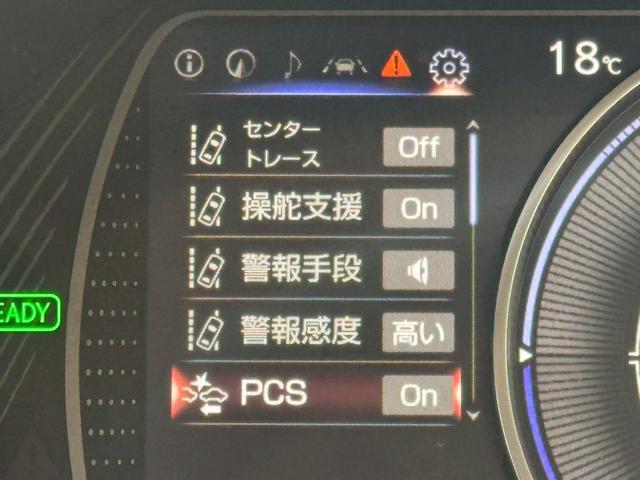 18℃
センター
トレース Off
操舵支援 On
警報手段
警報感度 高い
PCS On
EADY